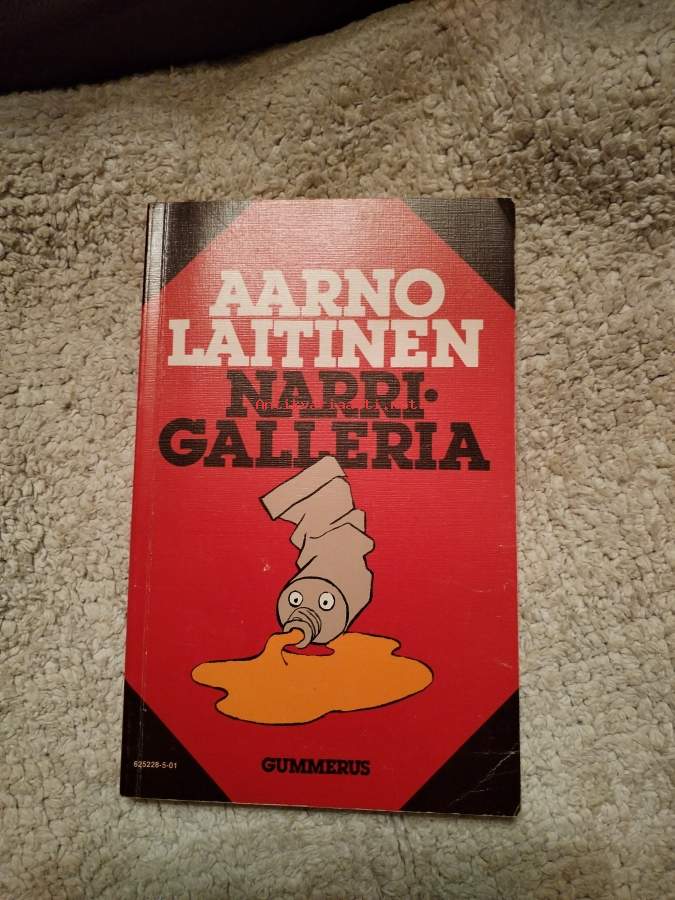 AARNO
LAITINEN
NARRI-
GALLERIA
GUMMERUS
625228-5-01